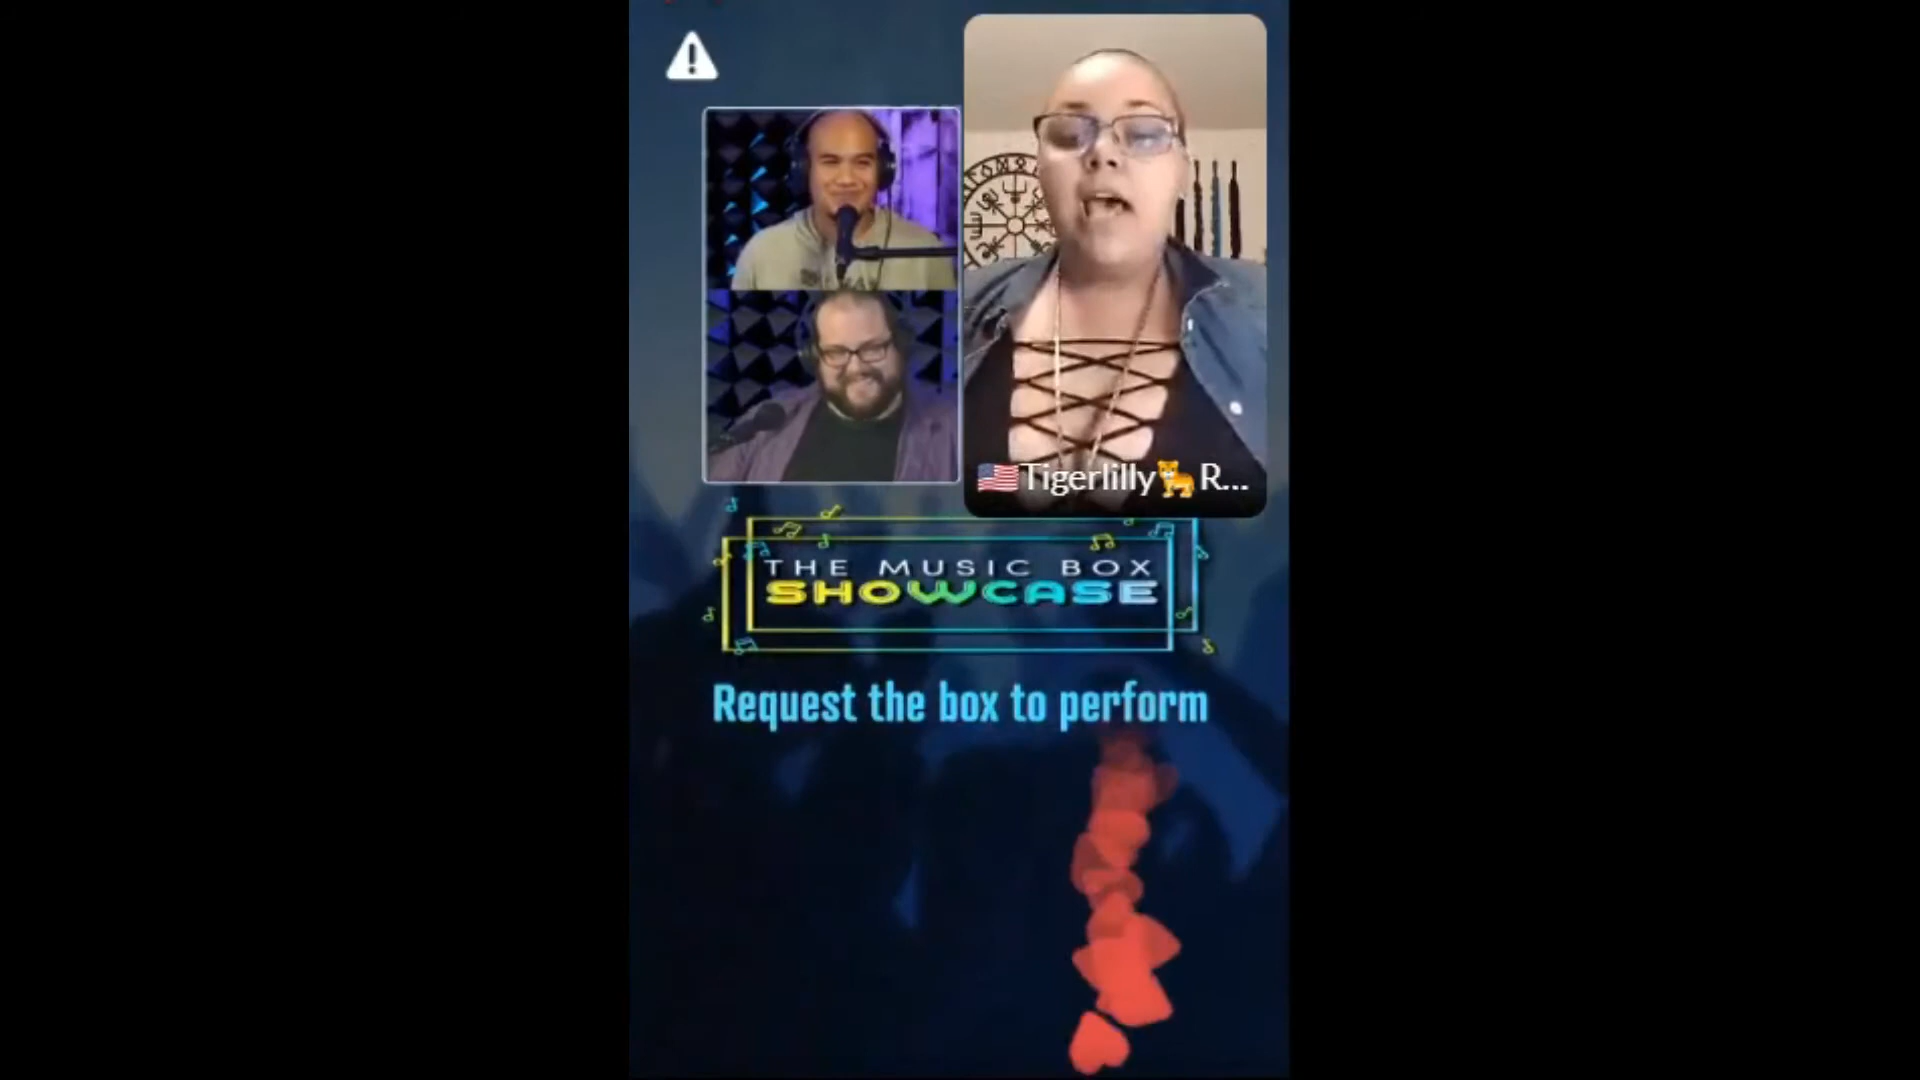 🇺🇸Tigerlilly🐅R...
THE MUSIC BOX
SHOWCASE
Request the box to perform